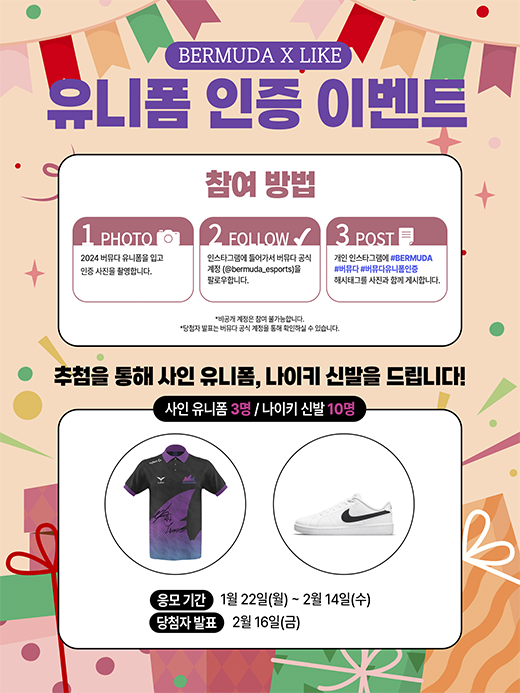 BERMUDA X LIKE
유니폼 인증 이벤트
참여 방법
1 PHOTO
2024 버뮤다 유니폼을 입고
인증 사진을 촬영합니다.
2 FOLLOW
인스타그램에 들어가서 버뮤다 공식
계정 (@bermuda_esports)을
팔로우합니다.
3 POST
개인 인스타그램에 #BERMUDA
#버뮤다 #버뮤다유니폼인증
해시태그를 사진과 함께 게시합니다.
*비공개 계정은 참여 불가능합니다.
*당첨자 발표는 버뮤다 공식 계정을 통해 확인하실 수 있습니다.
추첨을 통해 사인 유니폼, 나이키 신발을 드립니다!
사인 유니폼 3명 / 나이키 신발 10명
응모 기간 1월 22일(월) ~ 2월 14일(수)
당첨자 발표 2월 16일(금)